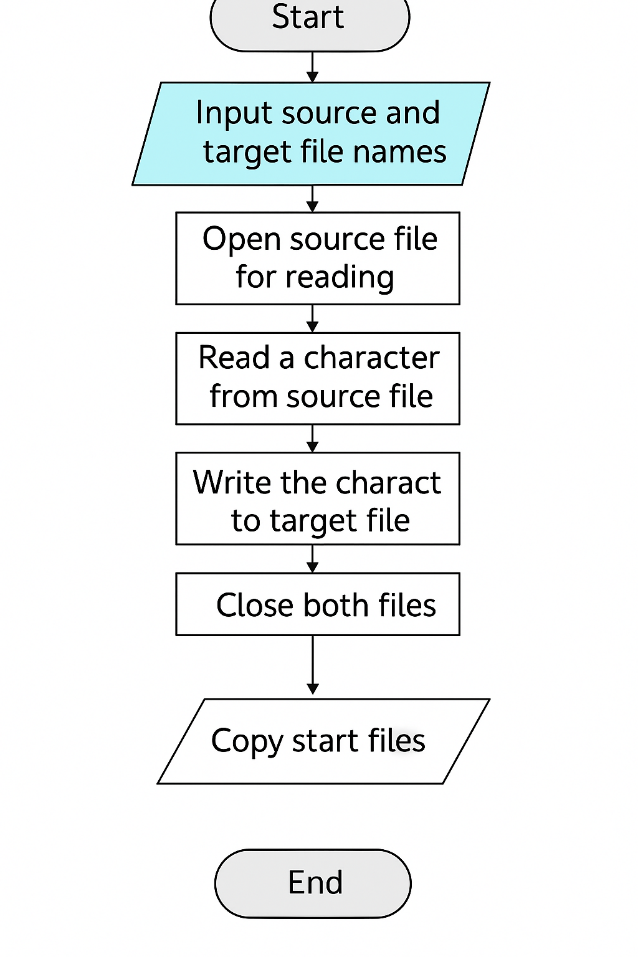 Start
Input source and
target file names
Open source file
for reading
Read a character
from source file
Write the charact
to target file
Close both files
Copy start files
End